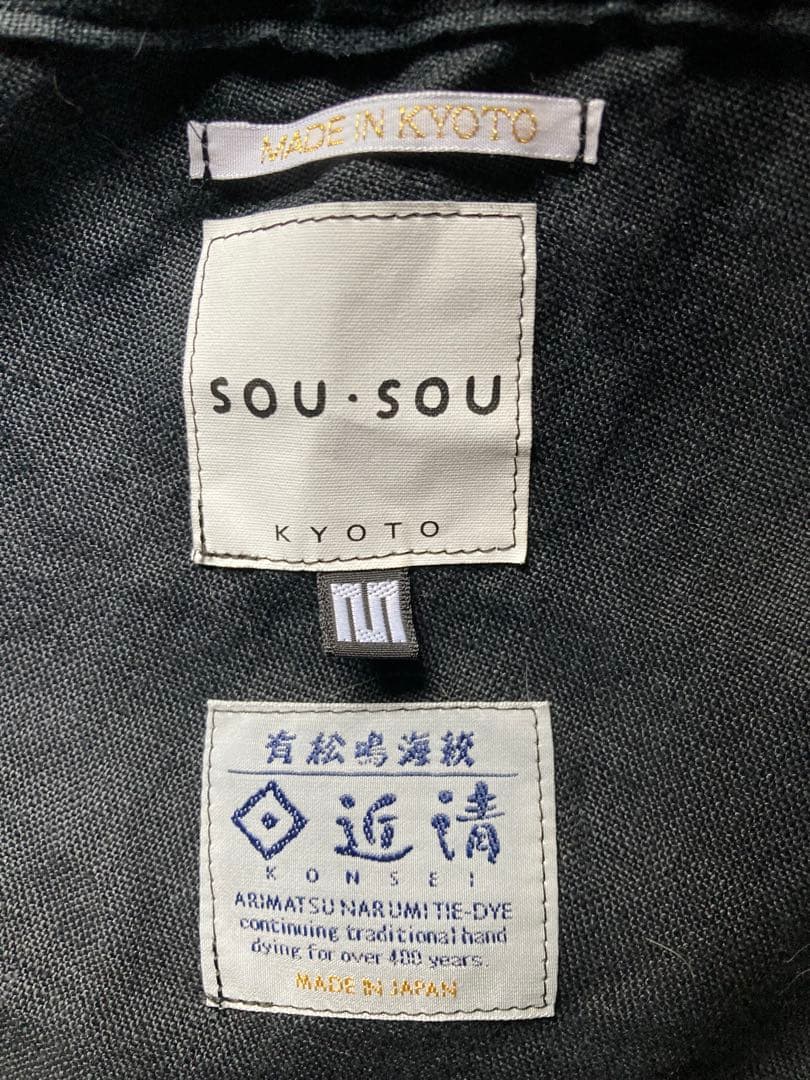 MADE IN KYOTO
SOU・SOU
KYOTO
M
有松鳴海絞
近清
KONSEI
ARIMATSU NARUMI TIE-DYE
continuing traditional hand
dying for over 400 years.
MADE IN JAPAN